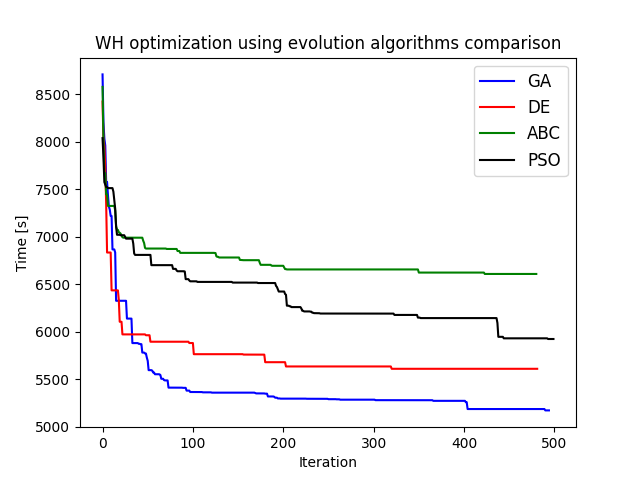 WH optimization using evolution algorithms comparison
GA
DE
ABC
PSO
8500
8000
7500
7000
6500
6000
5500
5000
Time [s]
0 100 200 300 400 500
Iteration